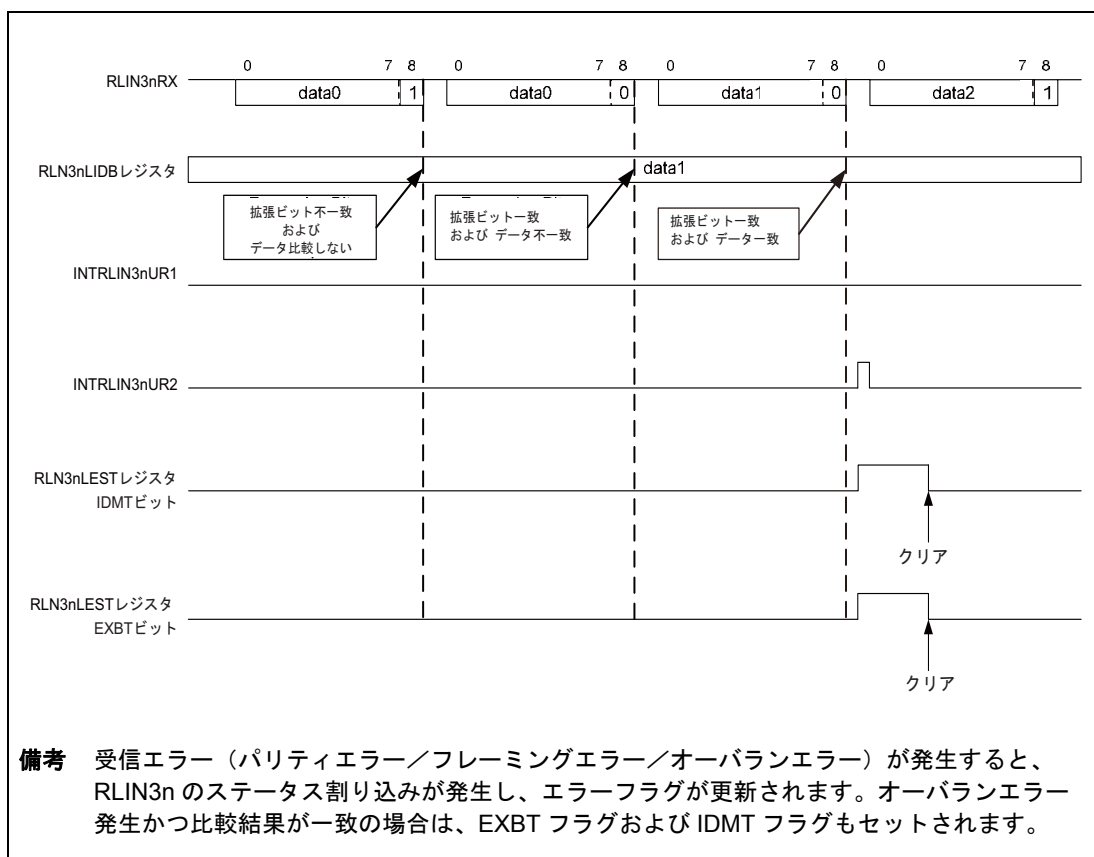 0 7 8 0 7 8 0 7 8 0 7 8
RLIN3nRX
data0 1 data0 0 data1 0 data2 1
RLN3nLIDBレジスタ
data1
拡張ビット不一致
および
データ比較しない
拡張ビット一致
および データ不一致
拡張ビット一致
および データ一致
INTRLIN3nUR1
INTRLIN3nUR2
RLN3nLESTレジスタ
IDMTビット
クリア
RLN3nLESTレジスタ
EXBTビット
クリア
備考 受信エラー（パリティエラー／フレーミングエラー／オーバランエラー）が発生すると、
RLIN3n のステータス割り込みが発生し、エラーフラグが更新されます。オーバランエラー
発生かつ比較結果が一致の場合は、EXBT フラグおよび IDMT フラグもセットされます。